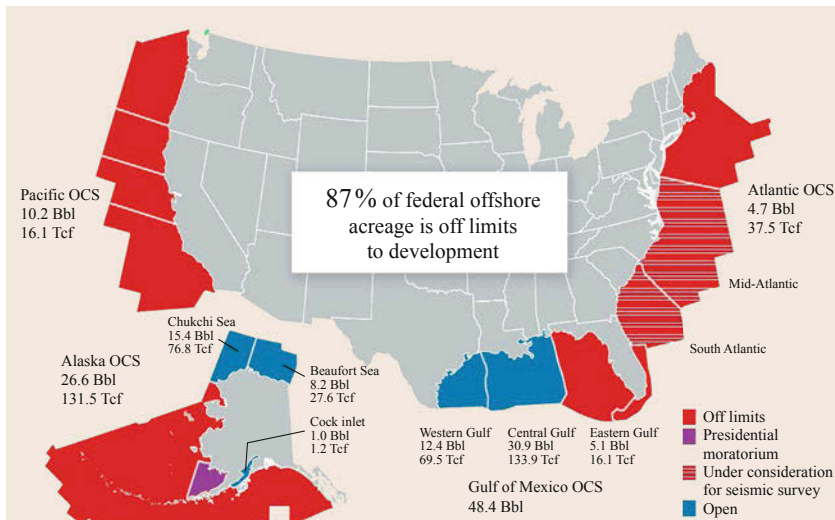 87% of federal offshore
acreage is off limits
to development
Pacific OCS
10.2 Bbl
16.1 Tcf
Atlantic OCS
4.7 Bbl
37.5 Tcf
Mid-Atlantic
South Atlantic
Chukchi Sea
15.4 Bbl
76.8 Tcf
Alaska OCS
26.6 Bbl
131.5 Tcf
Beaufort Sea
8.2 Bbl
27.6 Tcf
Cock inlet
1.0 Bbl
1.2 Tcf
Western Gulf
12.4 Bbl
69.5 Tcf
Central Gulf
30.9 Bbl
133.9 Tcf
Eastern Gulf
5.1 Bbl
16.1 Tcf
Gulf of Mexico OCS
48.4 Bbl
Off limits
Presidential
moratorium
Under consideration
for seismic survey
Open